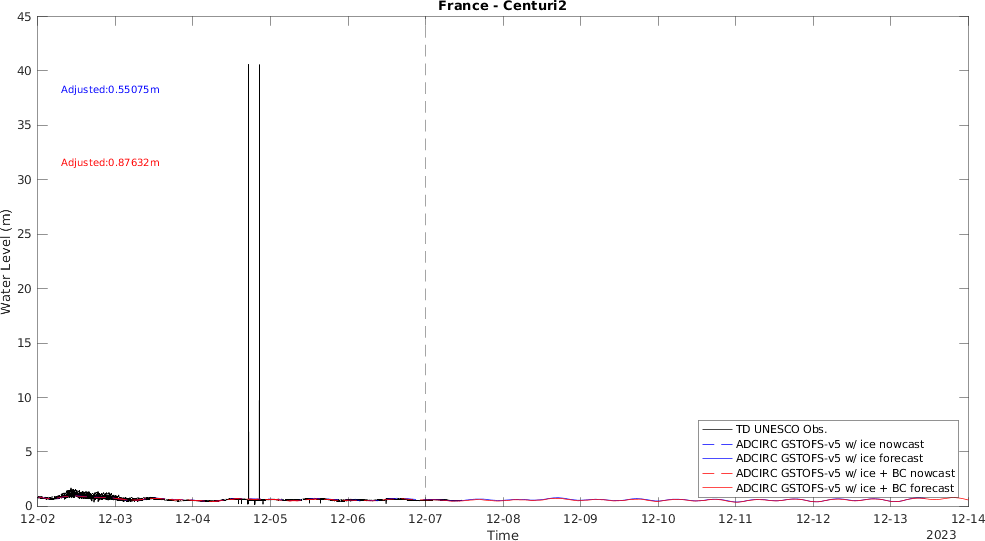 France - Centuri2
45
40
35
30
25
20
15
10
5
0
Water Level (m)
Adjusted:0.55075m
Adjusted:0.87632m
TD UNESCO Obs.
ADCIRC GSTOFS-v5 w/ ice nowcast
ADCIRC GSTOFS-v5 w/ ice forecast
ADCIRC GSTOFS-v5 w/ ice + BC nowcast
ADCIRC GSTOFS-v5 w/ ice + BC forecast
12-02 12-03 12-04 12-05 12-06 12-07 12-08 12-09 12-10 12-11 12-12 12-13 12-14
Time
2023